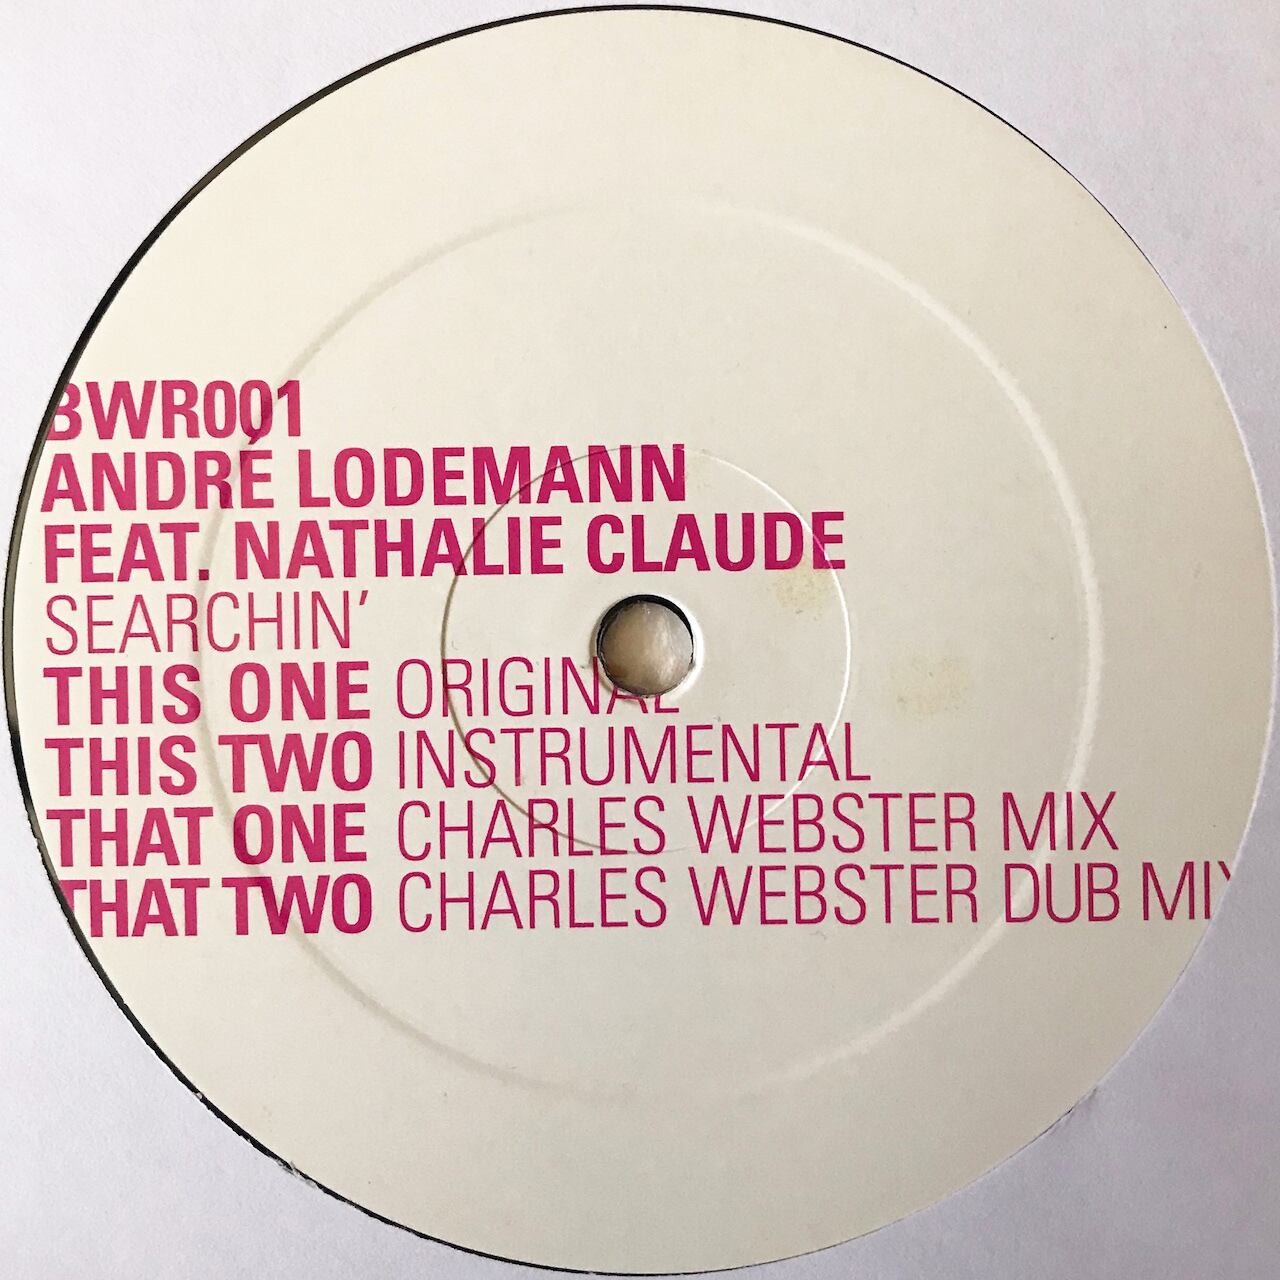 BWR001
ANDRÉ LODEMANN
FEAT. NATHALIE CLAUDE
SEARCHIN’
THIS ONE ORIGINAL
THIS TWO INSTRUMENTAL
THAT ONE CHARLES WEBSTER MIX
THAT TWO CHARLES WEBSTER DUB MIX